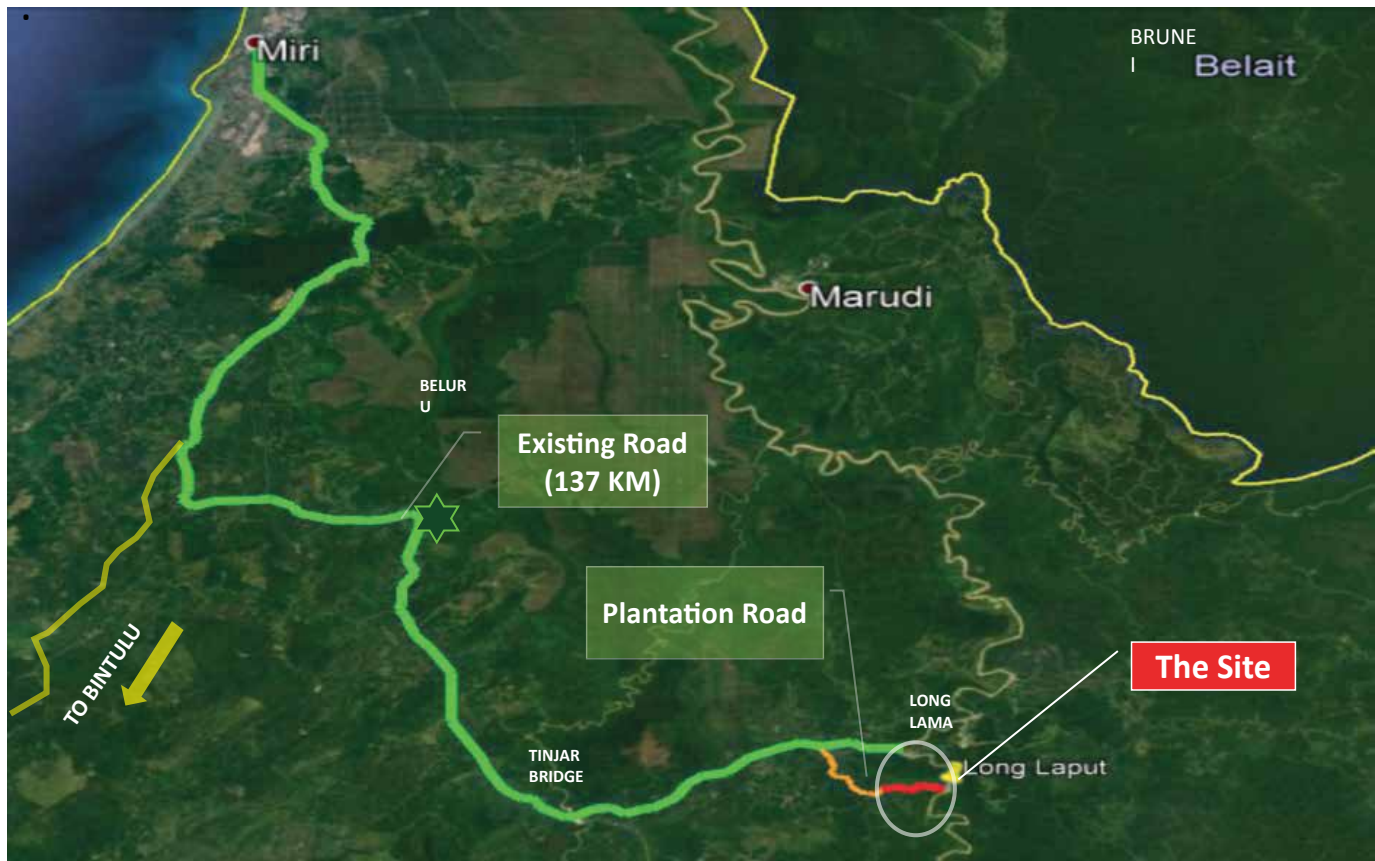 BRUNE
I
Belait
Miri
Marudi
BELUR
U
Existing Road
(137 KM)
Plantation Road
The Site
LONG
LAMA
TO BINTULU
TINJAR
BRIDGE
Long Laput